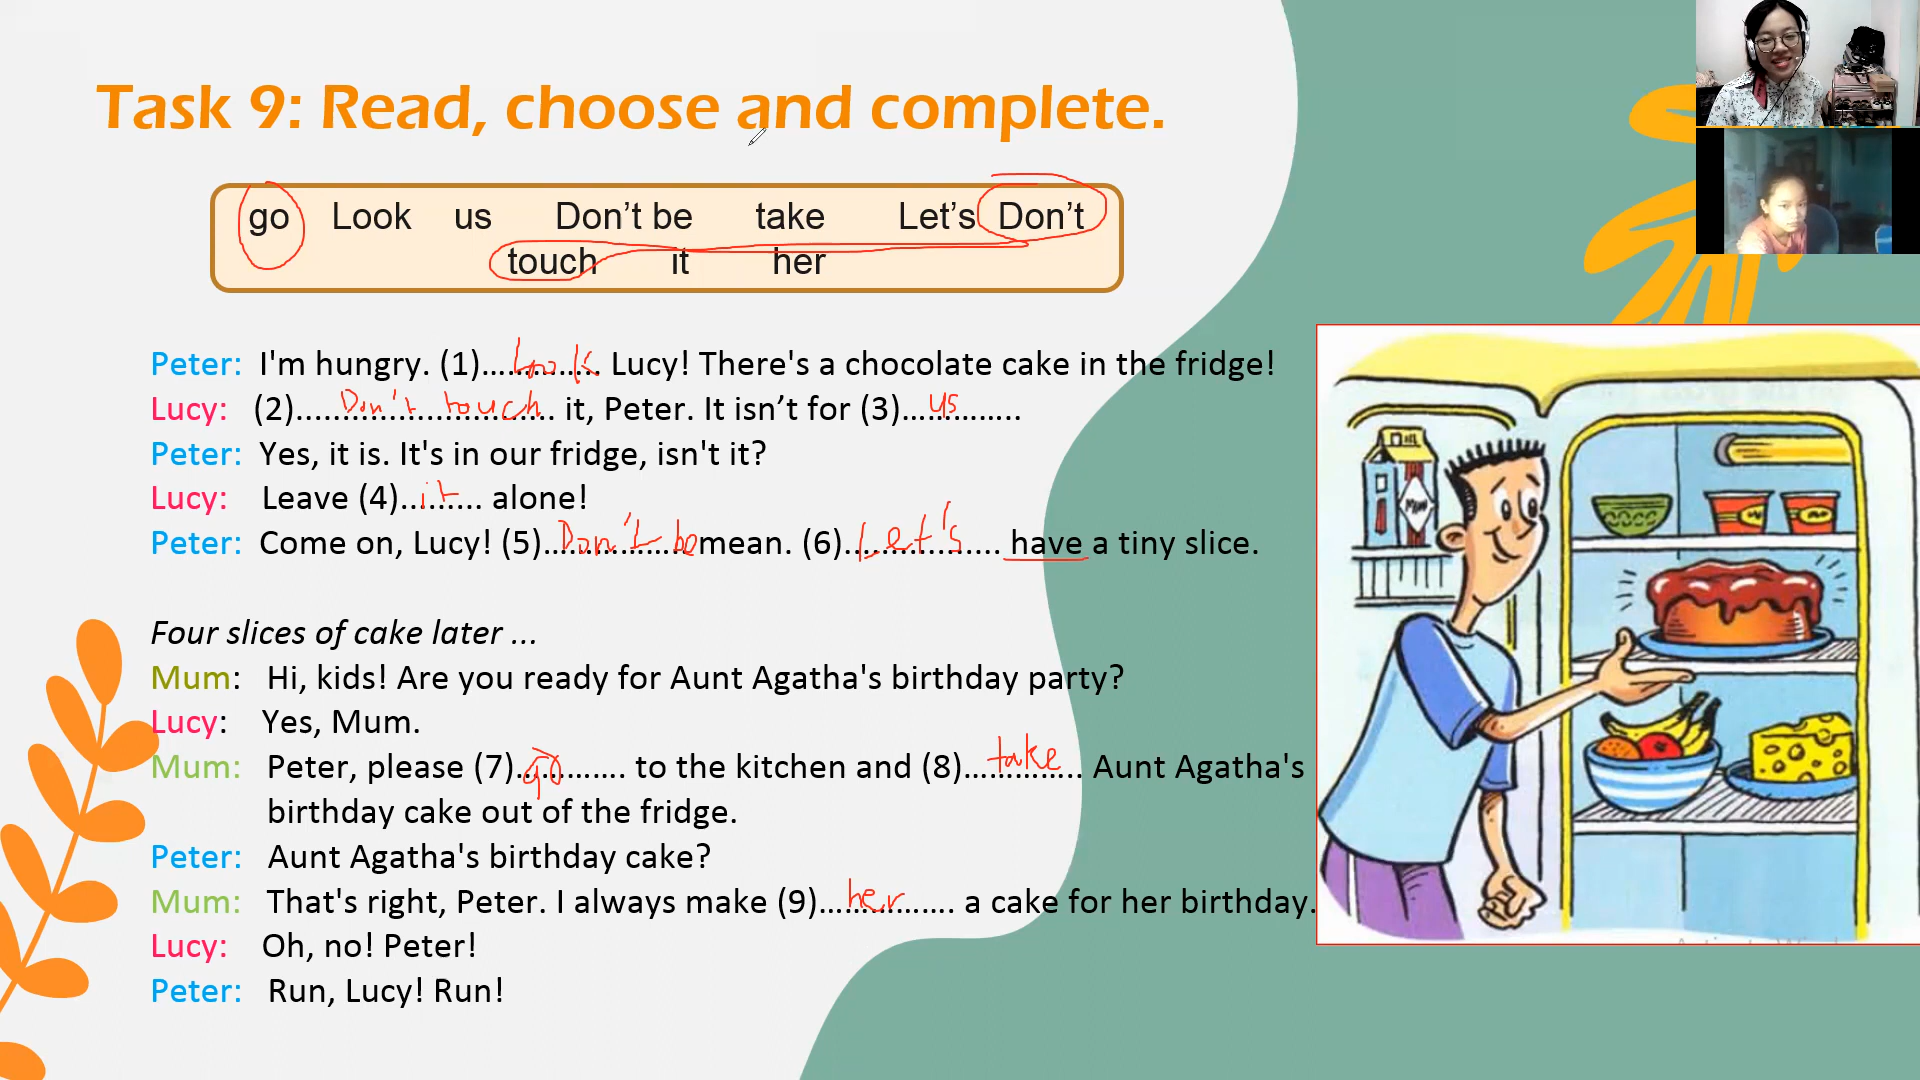 Task 9: Read, choose and complete.
go Look us Don't be take Let's Don't
touch it her
Peter: I'm hungry. (1)...Look... Lucy! There's a chocolate cake in the fridge!
Lucy: (2)...Don't touch... it, Peter. It isn't for (3)...us...
Peter: Yes, it is. It's in our fridge, isn't it?
Lucy: Leave (4)...it... alone!
Peter: Come on, Lucy! (5)...Don't be mean. (6)...Let's... have a tiny slice.
Four slices of cake later ...
Mum: Hi, kids! Are you ready for Aunt Agatha's birthday party?
Lucy: Yes, Mum.
Mum: Peter, please (7)...go... to the kitchen and (8)...take... Aunt Agatha's
birthday cake out of the fridge.
Peter: Aunt Agatha's birthday cake?
Mum: That's right, Peter. I always make (9)...her... a cake for her birthday.
Lucy: Oh, no! Peter!
Peter: Run, Lucy! Run!